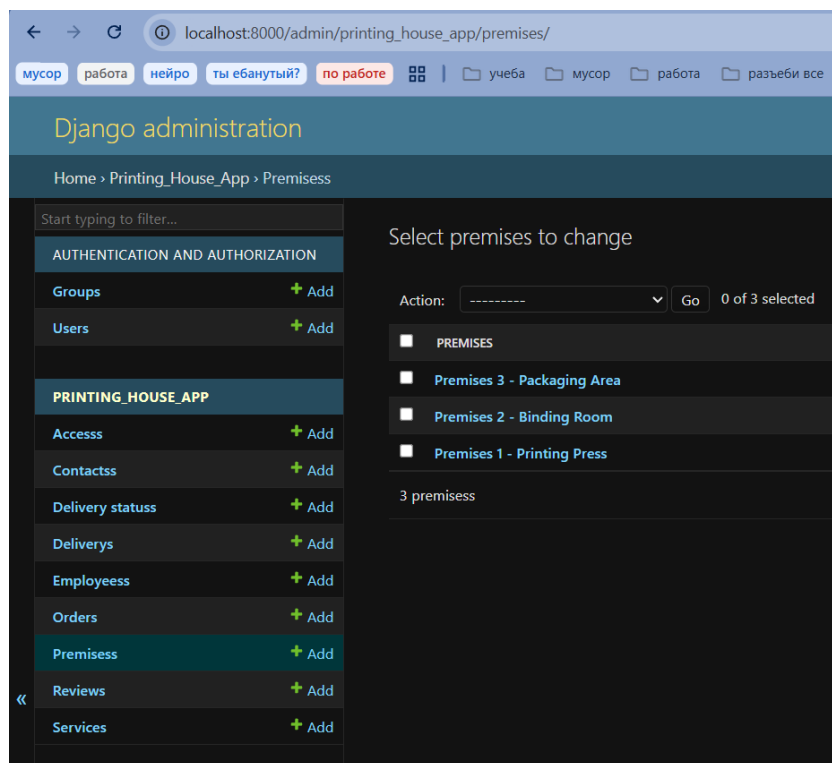 localhost:8000/admin/printing_house_app/premises/
мусор работа нейро ты ебанутый? по работе учеба мусор работа разъеби все
Django administration
Home › Printing_House_App › Premisess
Start typing to filter...
AUTHENTICATION AND AUTHORIZATION
Groups + Add
Users + Add
PRINTING_HOUSE_APP
Accesss + Add
Contactss + Add
Delivery statuss + Add
Deliverys + Add
Employeess + Add
Orders + Add
Premisess + Add
Reviews + Add
Services + Add
«
Select premises to change
Action: --------- Go 0 of 3 selected
PREMISES
Premises 3 - Packaging Area
Premises 2 - Binding Room
Premises 1 - Printing Press
3 premisess